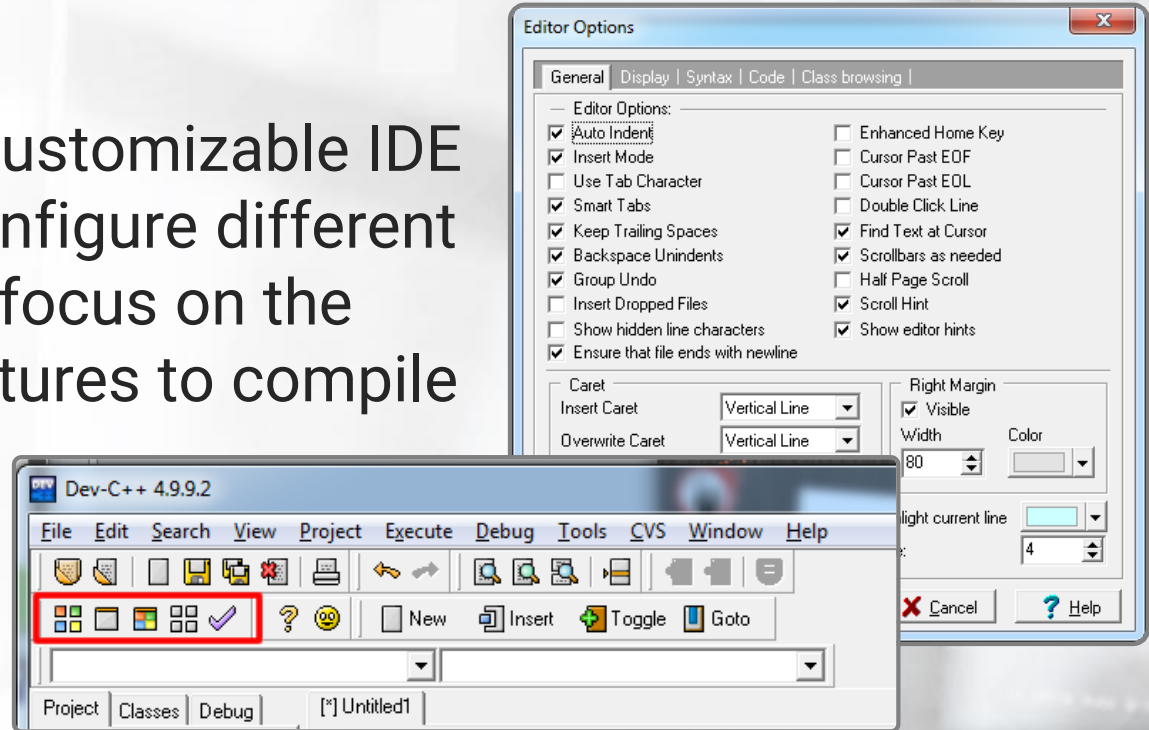 ustomizable IDE
nfigure different
focus on the
tures to compile
Editor Options
General Display | Syntax | Code | Class browsing |
Editor Options:
Auto Indent
Insert Mode
Use Tab Character
Smart Tabs
Keep Trailing Spaces
Backspace Unindents
Group Undo
Insert Dropped Files
Show hidden line characters
Ensure that file ends with newline
Enhanced Home Key
Cursor Past EOF
Cursor Past EOL
Double Click Line
Find Text at Cursor
Scrollbars as needed
Half Page Scroll
Scroll Hint
Show editor hints
Caret
Insert Caret Vertical Line
Overwrite Caret Vertical Line
Right Margin
Visible
Width Color
80
light current line
4
Cancel Help
Dev-C++ 4.9.9.2
File Edit Search View Project Execute Debug Tools CVS Window Help
New Insert Toggle Goto
Project Classes Debug [*] Untitled1